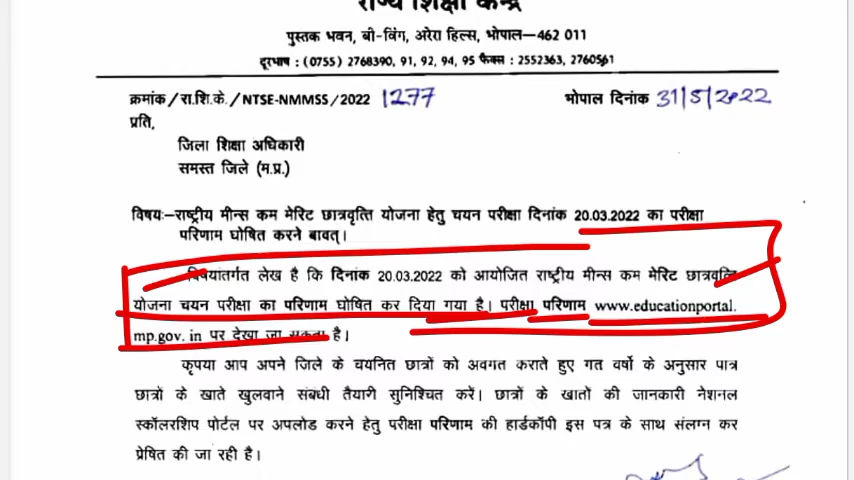 राज्य शिक्षा केन्द्र
पुस्तक भवन, बी-विंग, अरेरा हिल्स, भोपाल—462 011
दूरभाष : (0755) 2768390, 91, 92, 94, 95 फैक्स : 2552363, 2760561
क्रमांक/रा.शि.के./NTSE-NMMSS/2022 1277 भोपाल दिनांक 31/5/2022
प्रति,
जिला शिक्षा अधिकारी
समस्त जिले (म.प्र.)
विषयः—राष्ट्रीय मीन्स कम मेरिट छात्रवृत्ति योजना हेतु चयन परीक्षा दिनांक 20.03.2022 का परीक्षा
परिणाम घोषित करने बावत्।
विषयांतर्गत लेख है कि दिनांक 20.03.2022 को आयोजित राष्ट्रीय मीन्स कम मेरिट छात्रवृत्ति
योजना चयन परीक्षा का परिणाम घोषित कर दिया गया है। परीक्षा परिणाम www.educationportal.
mp.gov. in पर देखा जा सकता है।
कृपया आप अपने जिले के चयनित छात्रों को अवगत कराते हुए गत वर्षो के अनुसार पात्र
छात्रों के खाते खुलवाने संबंधी तैयागी सुनिश्चित करें। छात्रों के खातों की जानकारी नेशनल
स्कॉलरशिप पोर्टल पर अपलोड करने हेतु परीक्षा परिणाम की हार्डकॉपी इस पत्र के साथ संलग्न कर
प्रेषित की जा रही है।